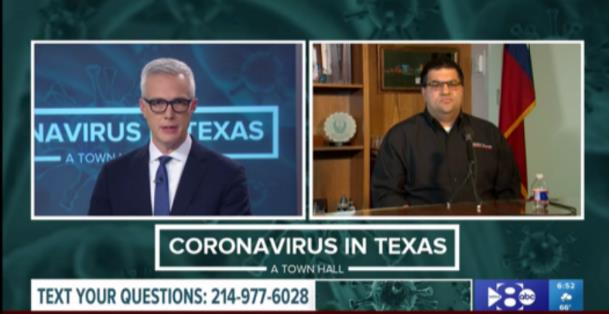 NAVIRUS TEXAS
A TOWN
CORONAVIRUS IN TEXAS
A TOWN HALL
TEXT YOUR QUESTIONS: 214-977-6028
8 abc
6:52
66°